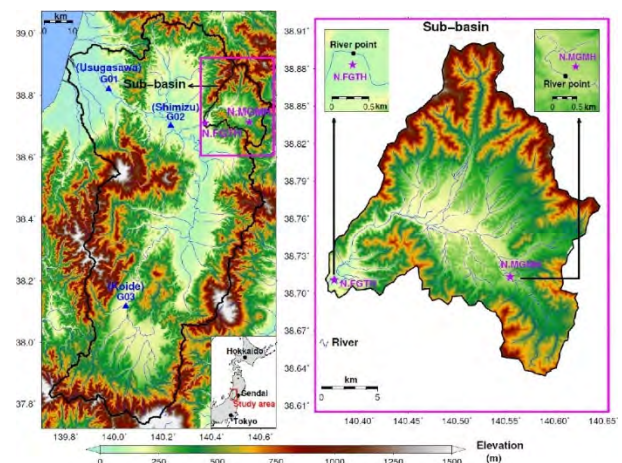 km
0 10
39.0˚
38.8˚
38.6˚
38.4˚
38.2˚
38.0˚
37.8˚
139.8˚ 140.0˚ 140.2˚ 140.4˚ 140.6˚
(Usugasawa)
G01
Sub-basin
(Shimizu)
G02
N.MGMH
N.FGTH
(Koide)
G03
Hokkaido
Sendai
Study area
Tokyo
Sub-basin
38.91˚
38.88˚
38.85˚
38.79˚
38.76˚
38.73˚
38.70˚
38.67˚
38.64˚
38.61˚
140.40˚ 140.45˚ 140.50˚ 140.55˚ 140.60˚ 140.65˚
River point
N.FGTH
km
0 0.5
N.MGMH
River point
0 0.5 km
N.MGMH
N.FGTH
River
km
0 5
0 250 500 750 1000 1250 1500
Elevation
(m)